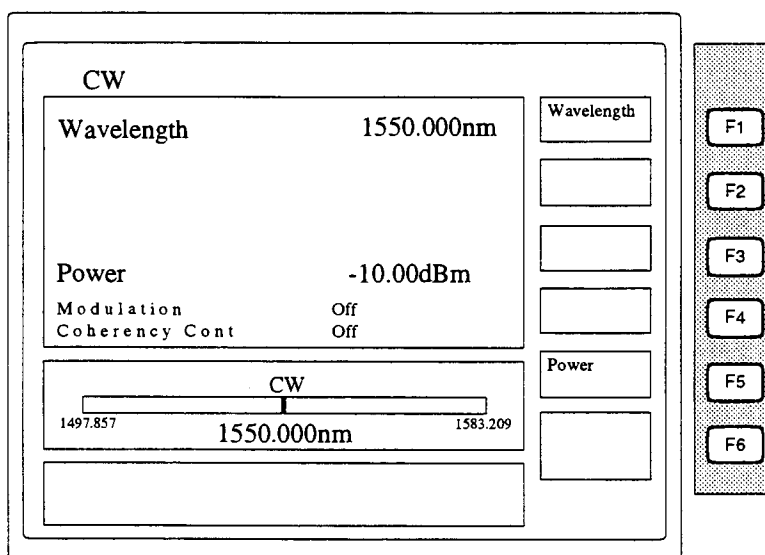 CW
Wavelength 1550.000nm
Power -10.00dBm
Modulation Off
Coherency Cont Off
CW
1497.857 1583.209
1550.000nm
Wavelength
Power
F1
F2
F3
F4
F5
F6